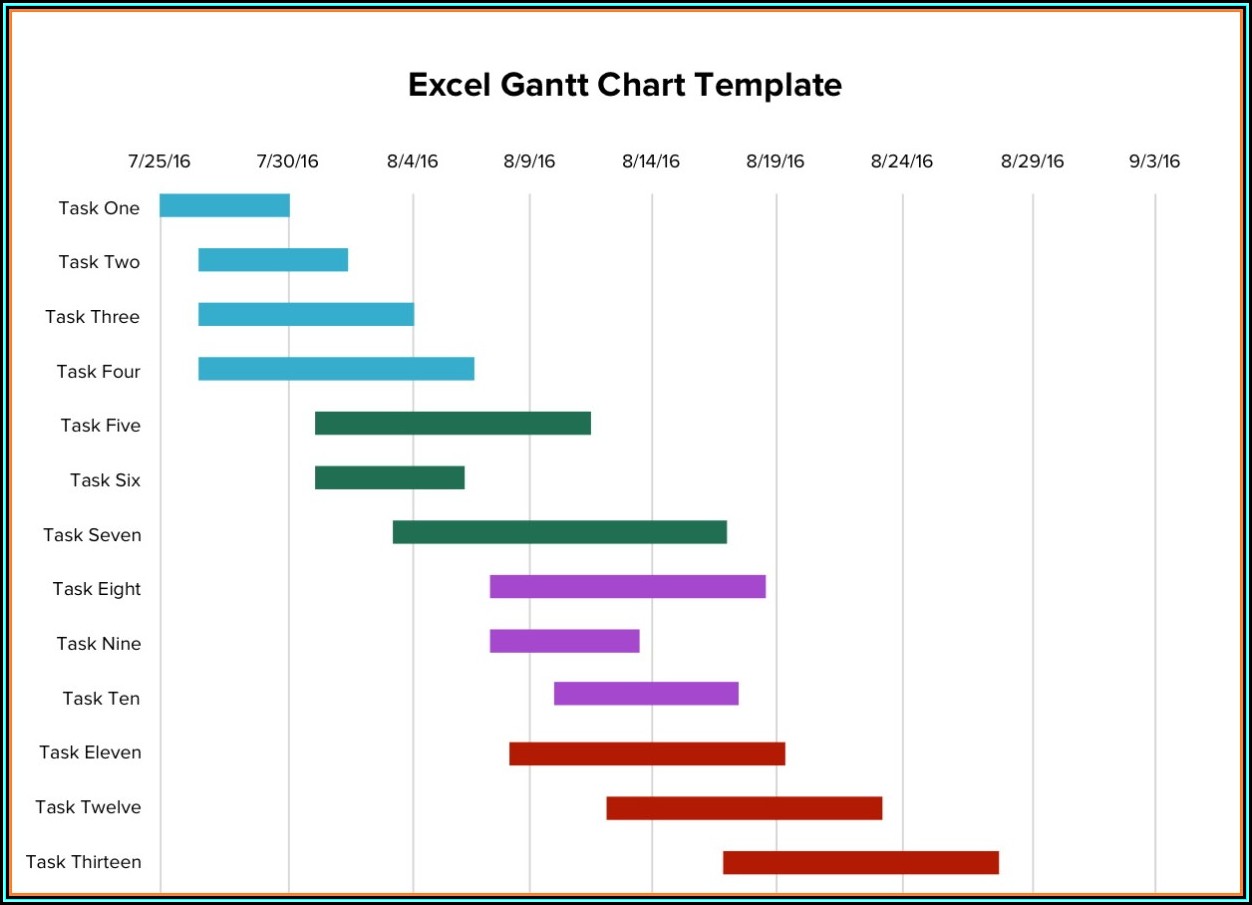 Excel Gantt Chart Template
7/25/16 7/30/16 8/4/16 8/9/16 8/14/16 8/19/16 8/24/16 8/29/16 9/3/16
Task One
Task Two
Task Three
Task Four
Task Five
Task Six
Task Seven
Task Eight
Task Nine
Task Ten
Task Eleven
Task Twelve
Task Thirteen